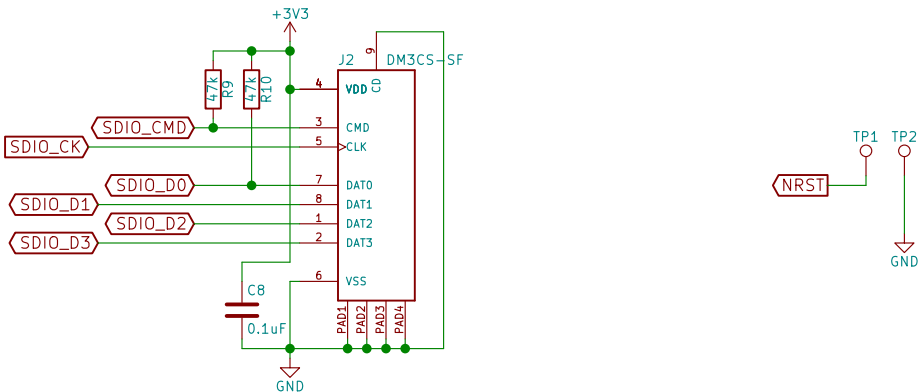 +3V3
J2 DM3CS-SF
9
CD
47k
R9
47k
R10
4 VDD
SDIO_CMD 3 CMD
SDIO_CK 5 CLK
SDIO_D0 7 DAT0
SDIO_D1 8 DAT1
SDIO_D2 1 DAT2
SDIO_D3 2 DAT3
6 VSS
C8
0.1uF
PAD1
PAD2
PAD3
PAD4
GND
TP1 TP2
NRST
GND